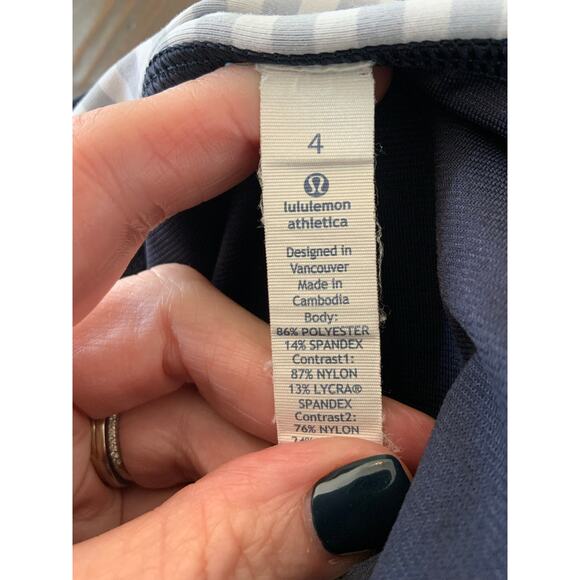 4
lululemon
athletica
Designed in
Vancouver
Made in
Cambodia
Body:
86% POLYESTER
14% SPANDEX
Contrast1:
87% NYLON
13% LYCRA®
SPANDEX
Contrast2:
76% NYLON